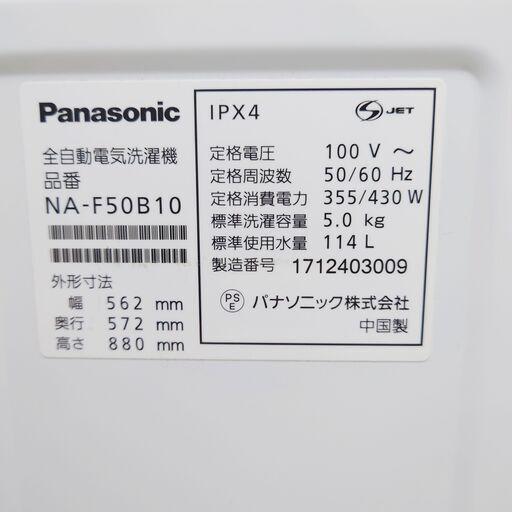 Panasonic
全自動電気洗濯機
品番
NA-F50B10
外形寸法
幅 562 mm
奥行 572 mm
高さ 880 mm
IPX4
S JET
定格電圧 100 V ～
定格周波数 50/60 Hz
定格消費電力 355/430 W
標準洗濯容量 5.0 kg
標準使用水量 114 L
製造番号 1712403009
PS E パナソニック株式会社
中国製